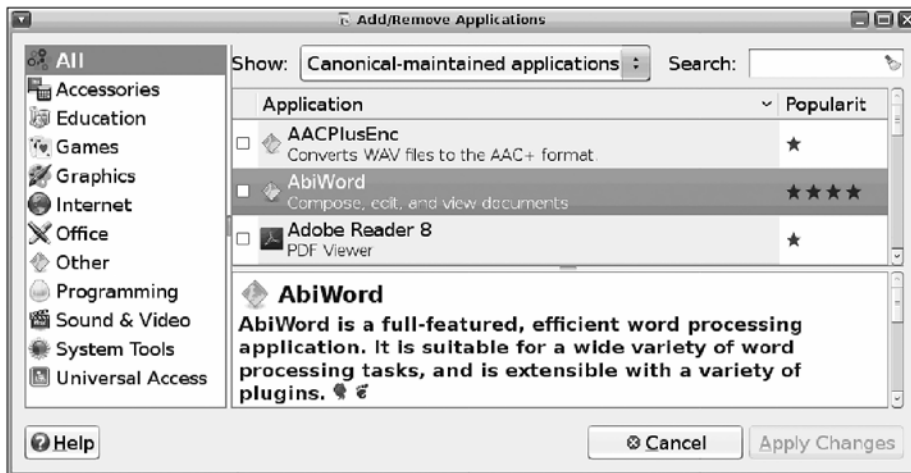 Add/Remove Applications
All
Accessories
Education
Games
Graphics
Internet
Office
Other
Programming
Sound & Video
System Tools
Universal Access
Show: Canonical-maintained applications Search:
Application Popularit
AACPlusEnc
Converts WAV files to the AAC+ format.
AbiWord
Compose, edit, and view documents
Adobe Reader 8
PDF Viewer
AbiWord
AbiWord is a full-featured, efficient word processing
application. It is suitable for a wide variety of word
processing tasks, and is extensible with a variety of
plugins.
Help Cancel Apply Changes